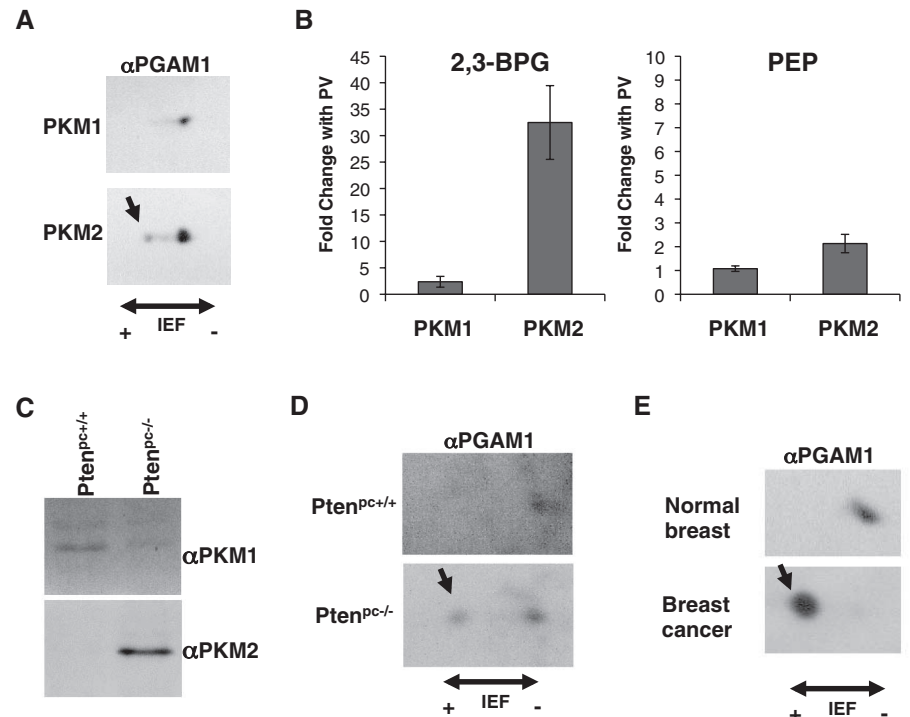 A
αPGAM1
PKM1
PKM2
+ IEF -
B
2,3-BPG
Fold Change with PV
45
40
35
30
25
20
15
10
5
0
PKM1 PKM2
PEP
Fold Change with PV
10
9
8
7
6
5
4
3
2
1
0
PKM1 PKM2
C
Ptenpc+/+ Ptenpc-/-
αPKM1
αPKM2
D
αPGAM1
Ptenpc+/+
Ptenpc-/-
+ IEF -
E
αPGAM1
Normal
breast
Breast
cancer
+ IEF -